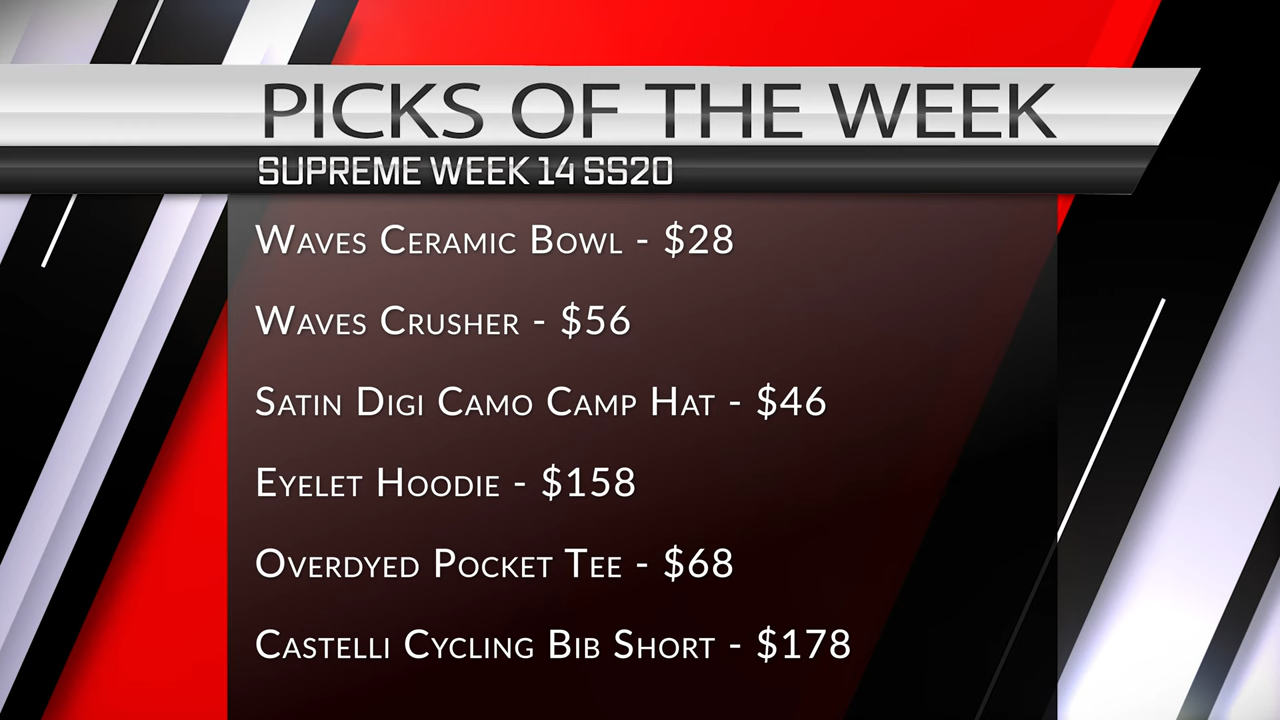 PICKS OF THE WEEK
SUPREME WEEK 14 SS20
Waves Ceramic Bowl - $28
Waves Crusher - $56
Satin Digi Camo Camp Hat - $46
Eyelet Hoodie - $158
Overdyed Pocket Tee - $68
Castelli Cycling Bib Short - $178